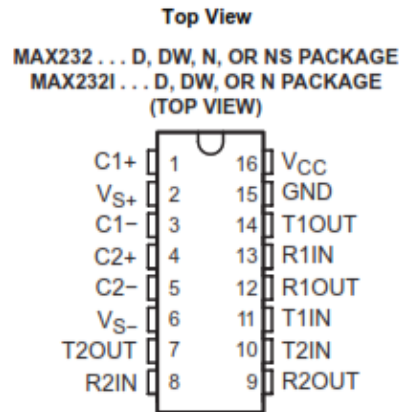 Top View
MAX232 . . . D, DW, N, OR NS PACKAGE
MAX232I . . . D, DW, OR N PACKAGE
(TOP VIEW)
C1+ 1 16 VCC
VS+ 2 15 GND
C1− 3 14 T1OUT
C2+ 4 13 R1IN
C2− 5 12 R1OUT
VS− 6 11 T1IN
T2OUT 7 10 T2IN
R2IN 8 9 R2OUT